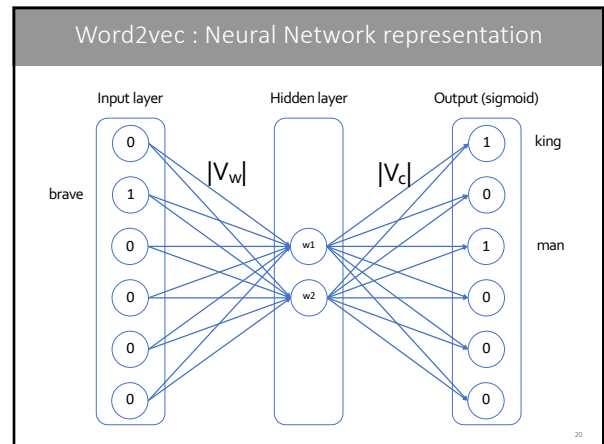 Word2vec : Neural Network representation
Input layer
Hidden layer
Output (sigmoid)
0
1
king
|Vw|
|Vc|
brave
1
0
0
w1
1
man
0
w2
0
0
0
0
0
20